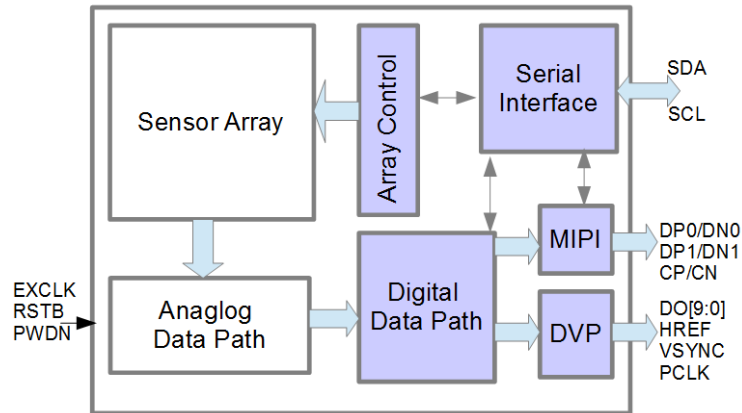 Sensor Array
Array Control
Serial
Interface
SDA
SCL
MIPI
DP0/DN0
DP1/DN1
CP/CN
EXCLK
RSTB
PWDN
Anaglog
Data Path
Digital
Data Path
DVP
DO[9:0]
HREF
VSYNC
PCLK